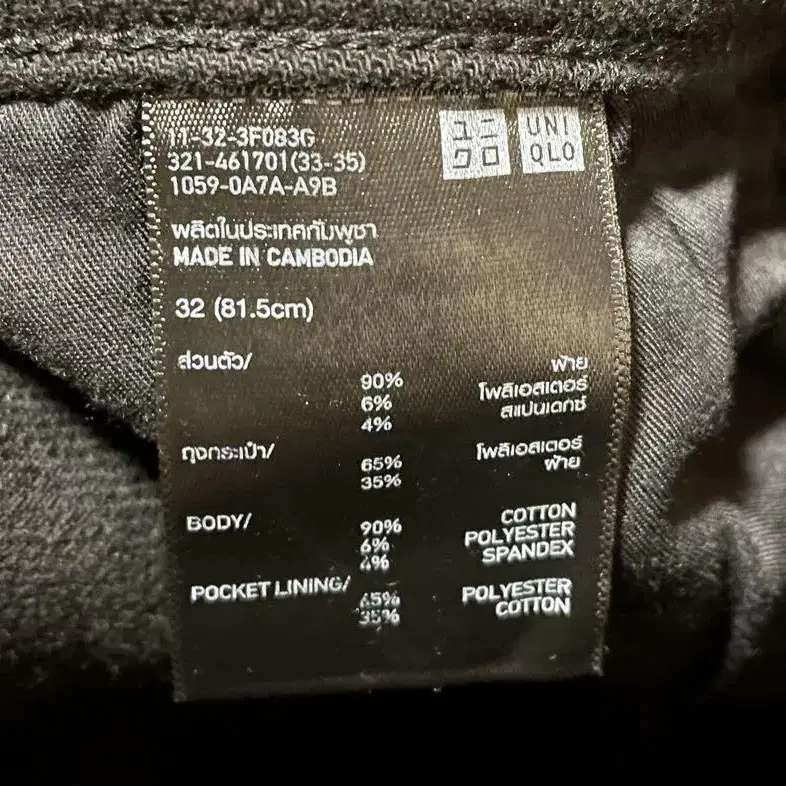 11-32-3F083G
321-461701(33-35)
1059-0A7A-A9B
ユニ
クロ
UNI
QLO
ผลิตในประเทศกัมพูชา
MADE IN CAMBODIA
32 (81.5cm)
ส่วนตัว/
90% ฝ้าย
6% โพลิเอสเตอร์
4% สแปนเดกซ์
ถุงกระเป๋า/
65% โพลิเอสเตอร์
35% ฝ้าย
BODY/
90% COTTON
6% POLYESTER
4% SPANDEX
POCKET LINING/
65% POLYESTER
35% COTTON